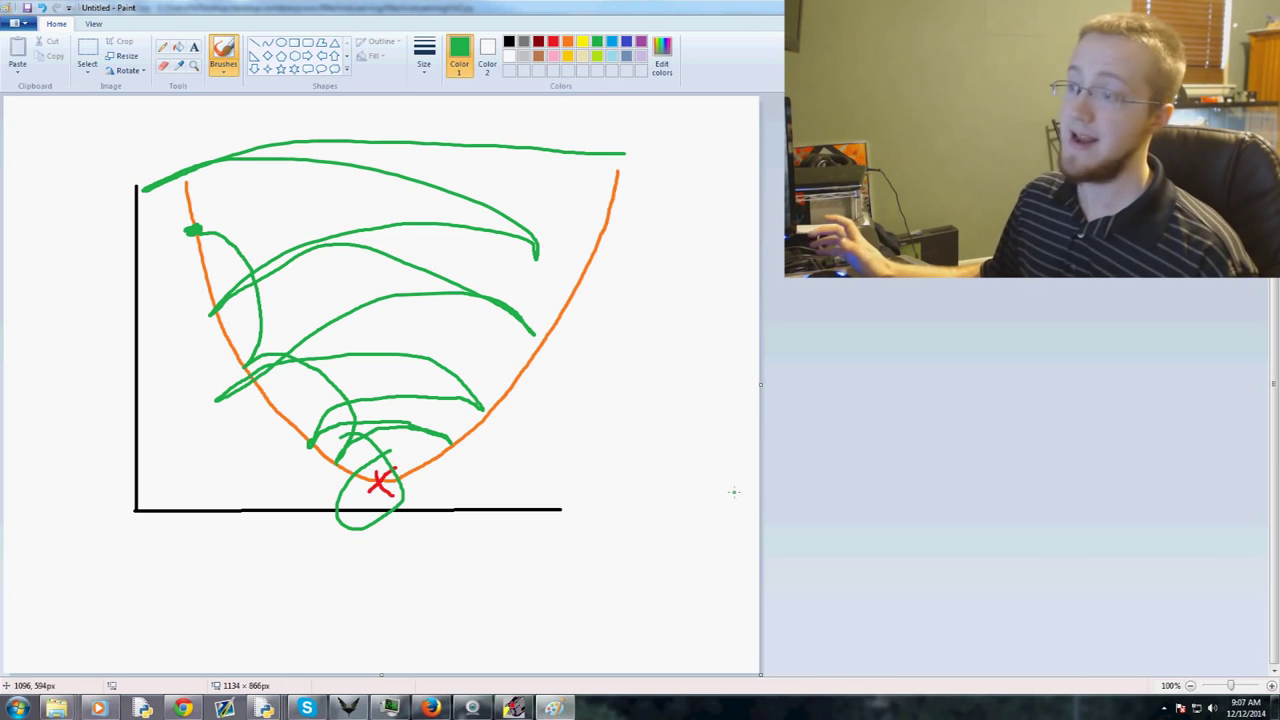 Untitled - Paint
Home
View
Paste
Cut
Copy
Clipboard
Select
Crop
Resize
Rotate
Image
A
Tools
Brushes
Shapes
Outline
Fill
Size
Color 1
Color 2
Edit colors
Colors
1096, 594px
1134 × 866px
100%
9:07 AM
12/12/2014